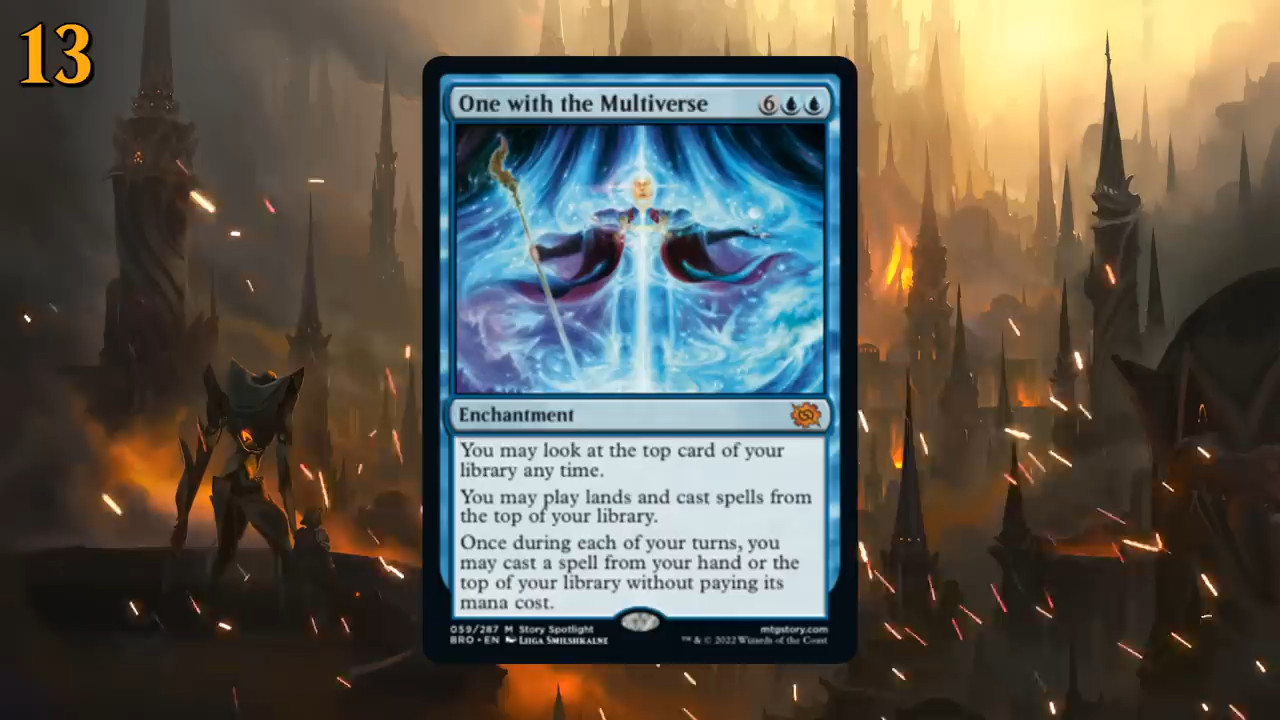 13
One with the Multiverse 6
Enchantment
You may look at the top card of your
library any time.
You may play lands and cast spells from
the top of your library.
Once during each of your turns, you
may cast a spell from your hand or the
top of your library without paying its
mana cost.
059/287 M Story Spotlight
mtgstory.com
BRO • EN Liiga Smilshkalne
™ & © 2022 Wizards of the Coast